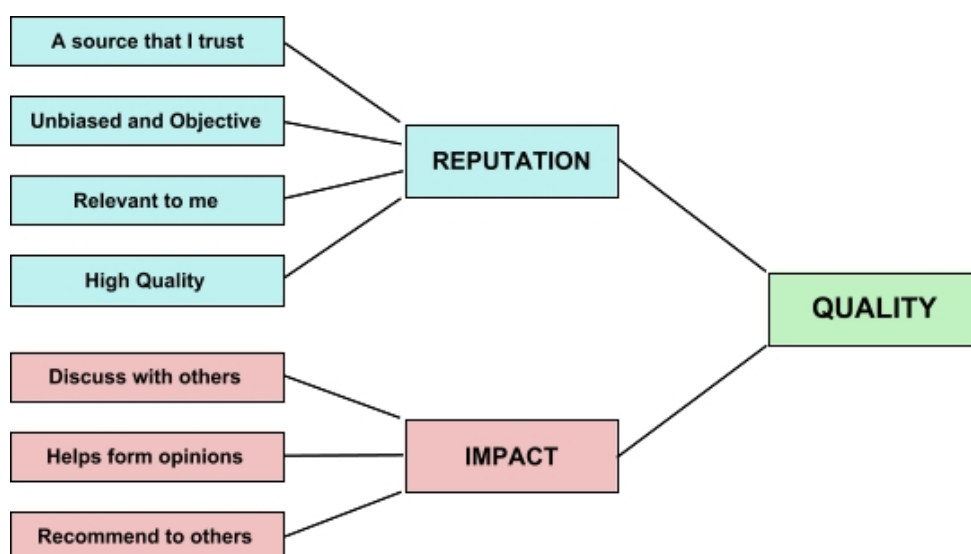 A source that I trust
Unbiased and Objective
Relevant to me
High Quality
REPUTATION
Discuss with others
Helps form opinions
Recommend to others
IMPACT
QUALITY